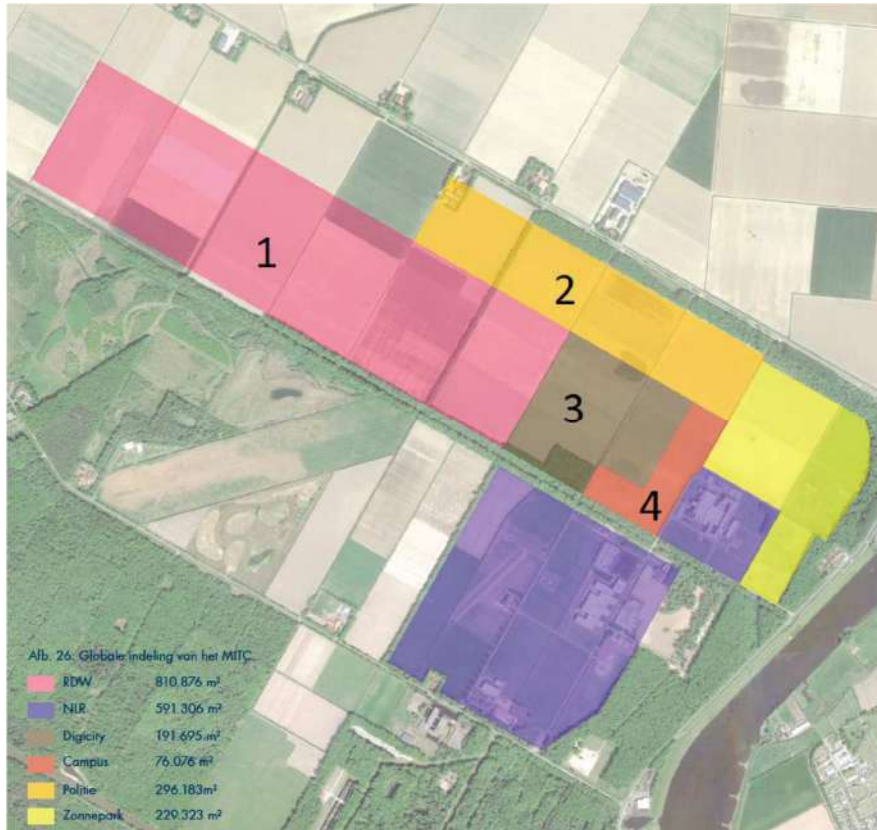 1
2
3
4
Afb. 26: Globale indeling van het MITC.
RDW 810.876 m²
NLR 591.306 m²
Digicity 191.695 m²
Campus 76.076 m²
Politie 296.183m²
Zonnepark 229.323 m²